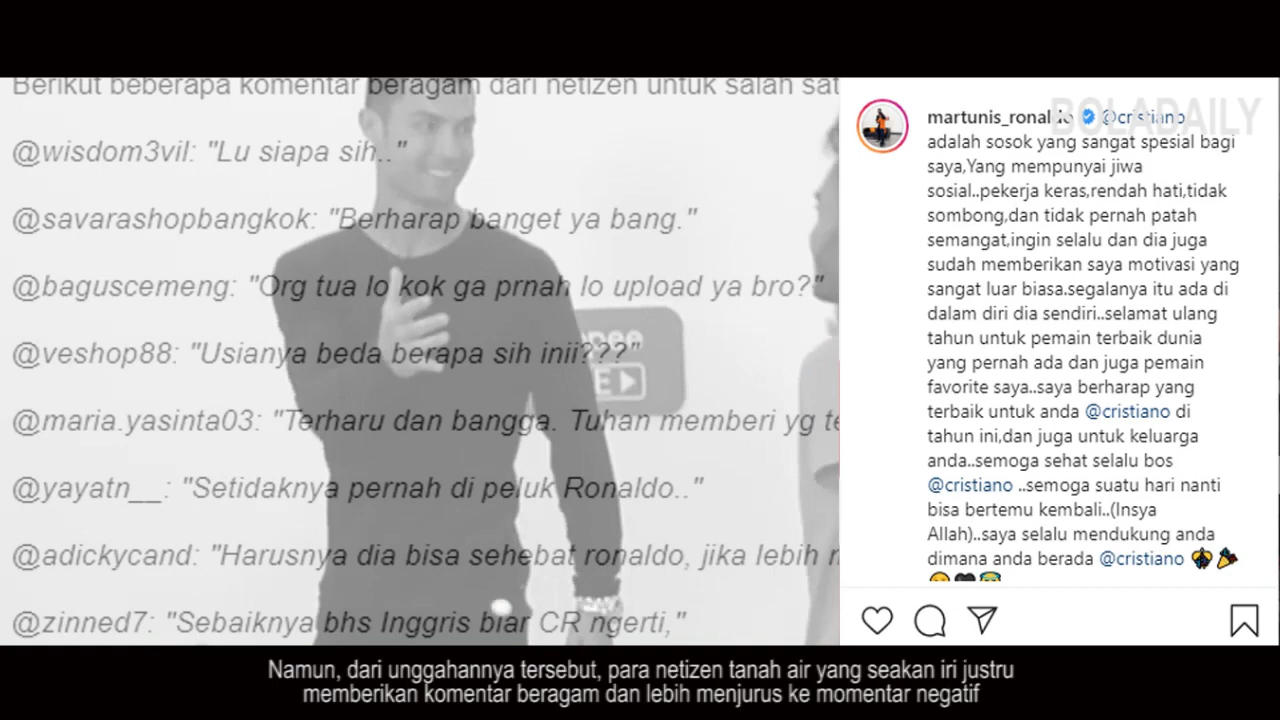 Berikut beberapa komentar beragam dari netizen untuk salah sat
@wisdom3vil: "Lu siapa sih.."
@savarashopbangkok: "Berharap banget ya bang."
@baguscemeng: "Org tua lo kok ga prnah lo upload ya bro?"
@veshop88: "Usianya beda berapa sih inii???"
@maria.yasinta03: "Terharu dan bangga. Tuhan memberi yg te
@yayatn__: "Setidaknya pernah di peluk Ronaldo.."
@adickycand: "Harusnya dia bisa sehebat ronaldo, jika lebih
@zinned7: "Sebaiknya bhs Inggris biar CR ngerti,"
BOLADAILY
martunis_ronaldo @cristiano
adalah sosok yang sangat spesial bagi
saya,Yang mempunyai jiwa
sosial..pekerja keras,rendah hati,tidak
sombong,dan tidak pernah patah
semangat,ingin selalu dan dia juga
sudah memberikan saya motivasi yang
sangat luar biasa.segalanya itu ada di
dalam diri dia sendiri..selamat ulang
tahun untuk pemain terbaik dunia
yang pernah ada dan juga pemain
favorite saya..saya berharap yang
terbaik untuk anda @cristiano di
tahun ini,dan juga untuk keluarga
anda..semoga sehat selalu bos
@cristiano ..semoga suatu hari nanti
bisa bertemu kembali..(Insya
Allah)..saya selalu mendukung anda
dimana anda berada @cristiano
Namun, dari unggahannya tersebut, para netizen tanah air yang seakan iri justru
memberikan komentar beragam dan lebih menjurus ke momentar negatif